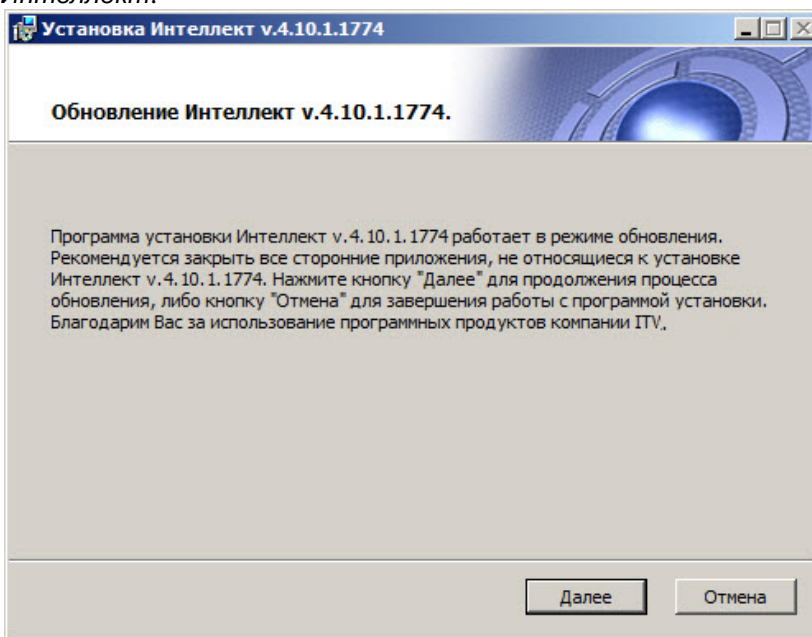 Интеллект.
Установка Интеллект v.4.10.1.1774
Обновление Интеллект v.4.10.1.1774.
Программа установки Интеллект v.4.10.1.1774 работает в режиме обновления.
Рекомендуется закрыть все сторонние приложения, не относящиеся к установке
Интеллект v.4.10.1.1774. Нажмите кнопку "Далее" для продолжения процесса
обновления, либо кнопку "Отмена" для завершения работы с программой установки.
Благодарим Вас за использование программных продуктов компании ITV.
Далее
Отмена